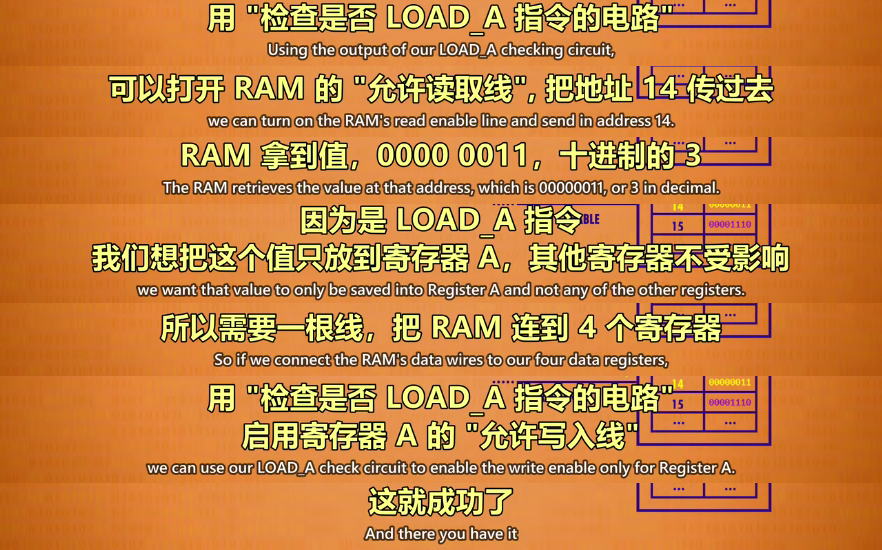 用 "检查是否 LOAD_A 指令的电路"
...
...
Using the output of our LOAD_A checking circuit,
可以打开 RAM 的 "允许读取线", 把地址 14 传过去
we can turn on the RAM's read enable line and send in address 14.
RAM 拿到值，0000 0011，十进制的 3
...
...
The RAM retrieves the value at that address, which is 00000011, or 3 in decimal.
14 00000011
因为是 LOAD_A 指令
15 00001110
我们想把这个值只放到寄存器 A，其他寄存器不受影响
we want that value to only be saved into Register A and not any of the other registers.
... ...
所以需要一根线，把 RAM 连到 4 个寄存器
So if we connect the RAM's data wires to our four data registers,
14 00000011
用 "检查是否 LOAD_A 指令的电路"
15 00001110
... ...
启用寄存器 A 的 "允许写入线"
we can use our LOAD_A check circuit to enable the write enable only for Register A.
... ...
这就成功了
And there you have it